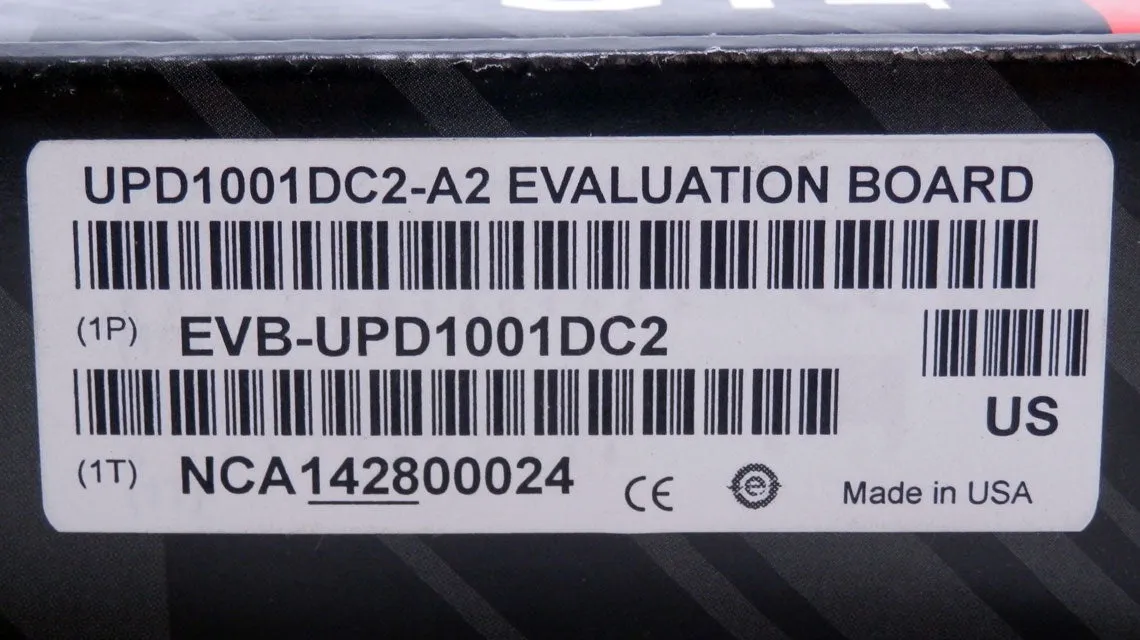 UPD1001DC2-A2 EVALUATION BOARD
(1P) EVB-UPD1001DC2
US
(1T) NCA142800024
CE e Made in USA